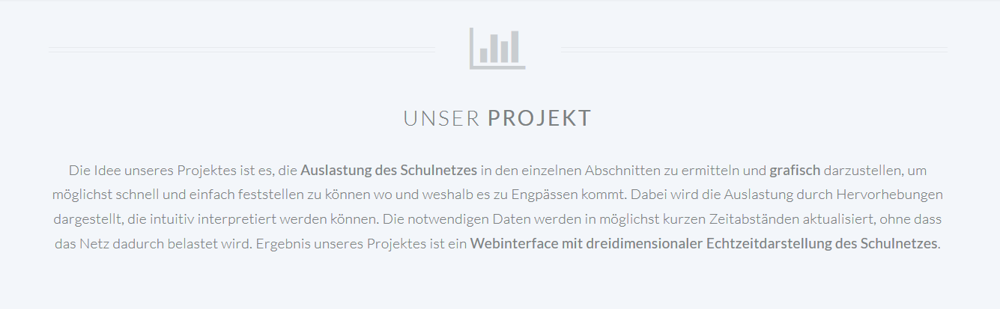 UNSER PROJEKT
Die Idee unseres Projektes ist es, die Auslastung des Schulnetzes in den einzelnen Abschnitten zu ermitteln und grafisch darzustellen, um
möglichst schnell und einfach feststellen zu können wo und weshalb es zu Engpässen kommt. Dabei wird die Auslastung durch Hervorhebungen
dargestellt, die intuitiv interpretiert werden können. Die notwendigen Daten werden in möglichst kurzen Zeitabständen aktualisiert, ohne dass
das Netz dadurch belastet wird. Ergebnis unseres Projektes ist ein Webinterface mit dreidimensionaler Echtzeitdarstellung des Schulnetzes.